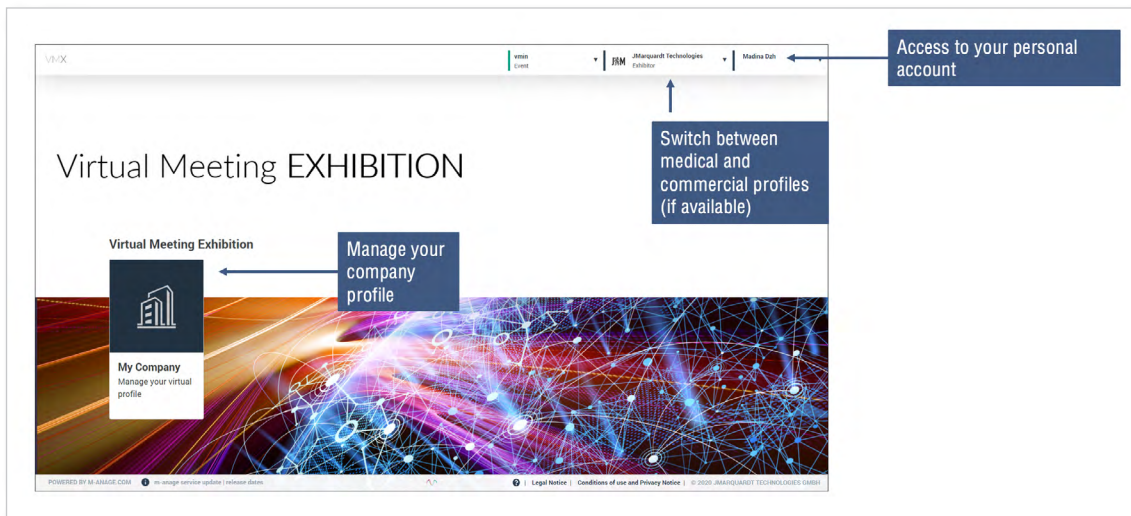 VMX
vmin
Event
JMM
JMarquardt Technologies
Exhibitor
Madina Dzh
Access to your personal
account
Switch between
medical and
commercial profiles
(if available)
Virtual Meeting EXHIBITION
Virtual Meeting Exhibition
Manage your
company
profile
My Company
Manage your virtual
profile
POWERED BY M-ANAGE.COM
m-anage service update | release dates
| Legal Notice | Conditions of use and Privacy Notice | © 2020 JMARQUARDT TECHNOLOGIES GMBH